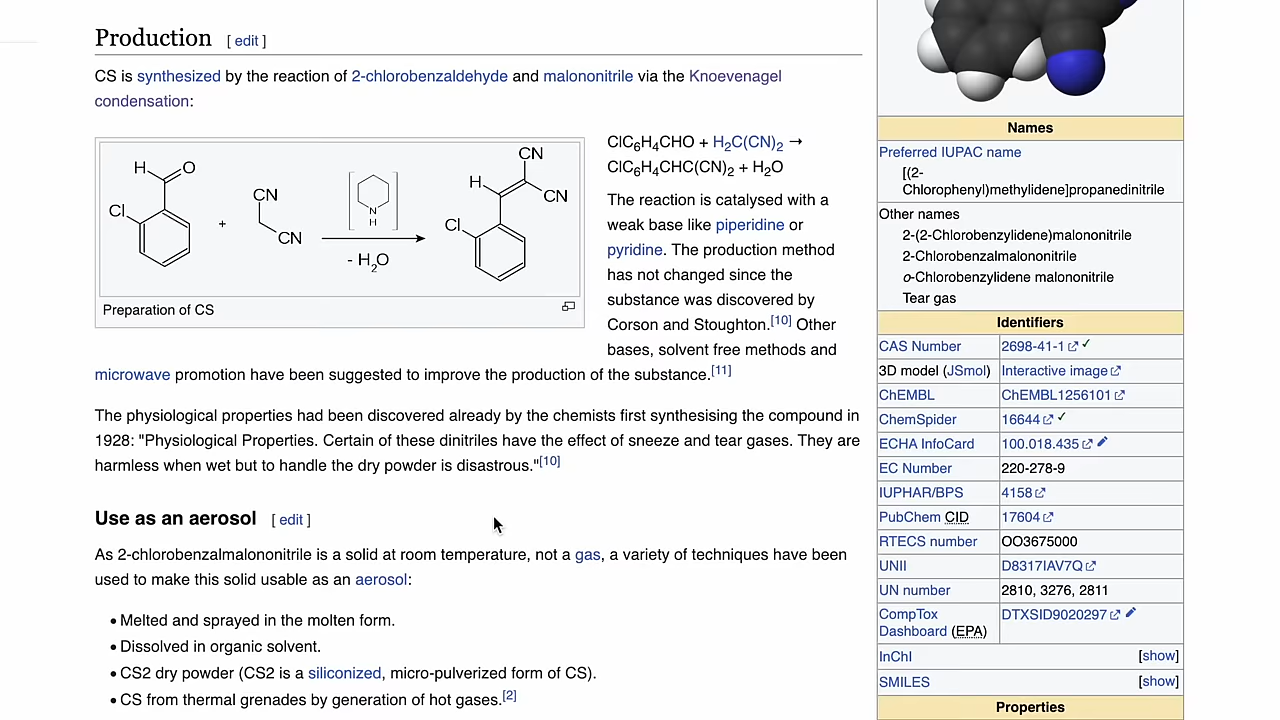 Production [ edit ]
CS is synthesized by the reaction of 2-chlorobenzaldehyde and malononitrile via the Knoevenagel
condensation:
H
O
Cl
+
CN
CN
N
H
- H2O
CN
H
CN
Cl
Preparation of CS
ClC6H4CHO + H2C(CN)2 →
ClC6H4CHC(CN)2 + H2O
The reaction is catalysed with a
weak base like piperidine or
pyridine. The production method
has not changed since the
substance was discovered by
Corson and Stoughton.[10] Other
bases, solvent free methods and
microwave promotion have been suggested to improve the production of the substance.[11]
The physiological properties had been discovered already by the chemists first synthesising the compound in
1928: "Physiological Properties. Certain of these dinitriles have the effect of sneeze and tear gases. They are
harmless when wet but to handle the dry powder is disastrous."[10]
Use as an aerosol [ edit ]
As 2-chlorobenzalmalononitrile is a solid at room temperature, not a gas, a variety of techniques have been
used to make this solid usable as an aerosol:
• Melted and sprayed in the molten form.
• Dissolved in organic solvent.
• CS2 dry powder (CS2 is a siliconized, micro-pulverized form of CS).
• CS from thermal grenades by generation of hot gases.[2]
Names
Preferred IUPAC name
[(2-
Chlorophenyl)methylidene]propanedinitrile
Other names
2-(2-Chlorobenzylidene)malononitrile
2-Chlorobenzalmalononitrile
o-Chlorobenzylidene malononitrile
Tear gas
Identifiers
CAS Number 2698-41-1 ✓
3D model (JSmol) Interactive image
ChEMBL ChEMBL1256101
ChemSpider 16644 ✓
ECHA InfoCard 100.018.435
EC Number 220-278-9
IUPHAR/BPS 4158
PubChem CID 17604
RTECS number OO3675000
UNII D8317IAV7Q
UN number 2810, 3276, 2811
CompTox
Dashboard (EPA) DTXSID9020297
InChI [show]
SMILES [show]
Properties